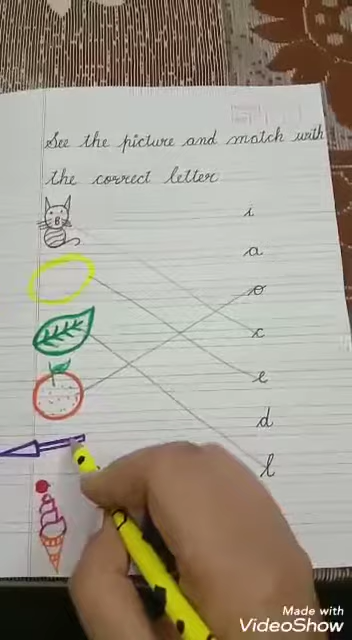 See the picture and match with
the correct letter
i
a
o
c
e
d
l
Made with
VideoShow